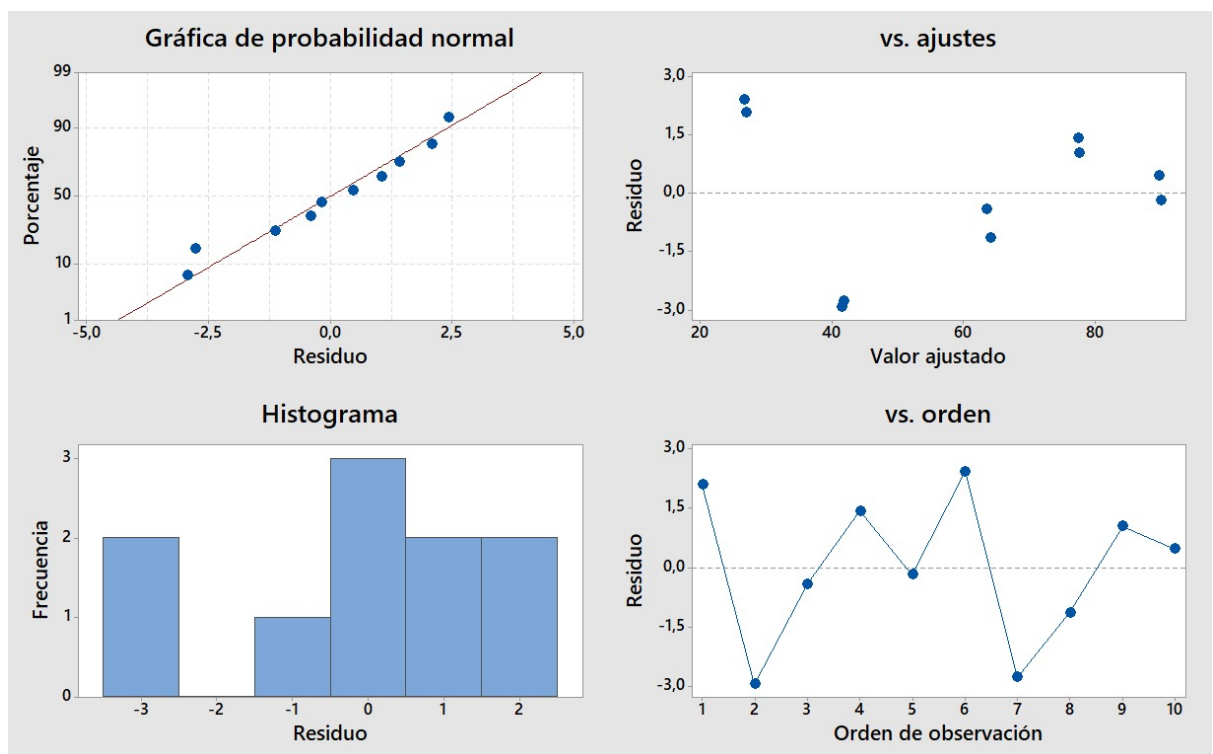 Gráfica de probabilidad normal
99
90
50
10
1
Porcentaje
-5,0 -2,5 0,0 2,5 5,0
Residuo
vs. ajustes
3,0
1,5
0,0
-1,5
-3,0
Residuo
20 40 60 80
Valor ajustado
Histograma
3
2
1
0
Frecuencia
-3 -2 -1 0 1 2
Residuo
vs. orden
3,0
1,5
0,0
-1,5
-3,0
Residuo
1 2 3 4 5 6 7 8 9 10
Orden de observación